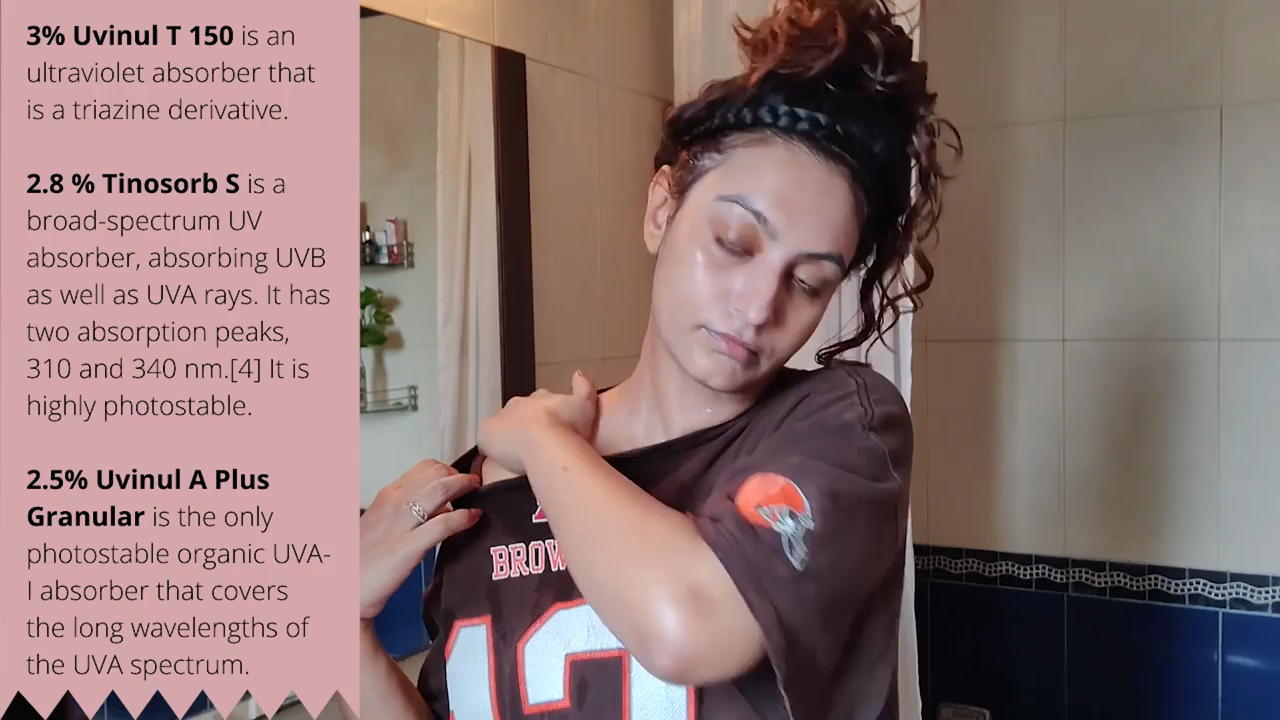 3% Uvinul T 150 is an
ultraviolet absorber that
is a triazine derivative.
2.8 % Tinosorb S is a
broad-spectrum UV
absorber, absorbing UVB
as well as UVA rays. It has
two absorption peaks,
310 and 340 nm.[4] It is
highly photostable.
2.5% Uvinul A Plus
Granular is the only
photostable organic UVA-
I absorber that covers
the long wavelengths of
the UVA spectrum.